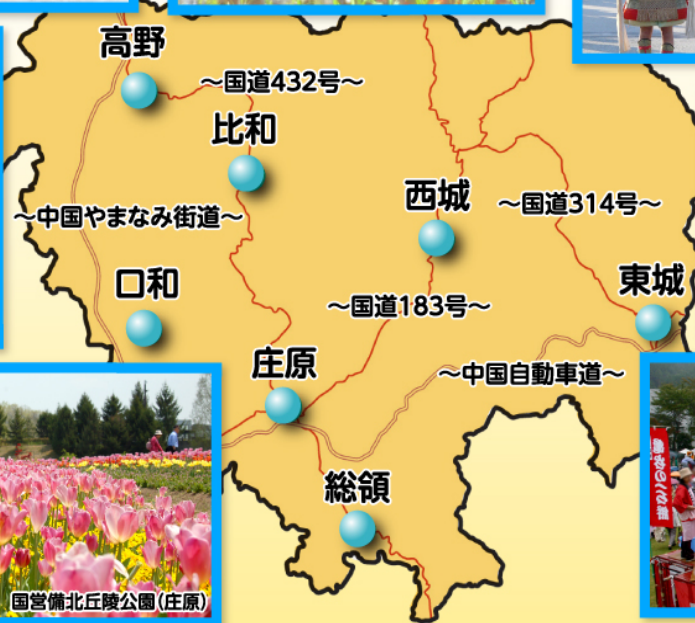 高野
～国道432号～
比和
西城
～国道314号～
～中国やまなみ街道～
口和
東城
～国道183号～
庄原
～中国自動車道～
総領
国営備北丘陵公園(庄原)